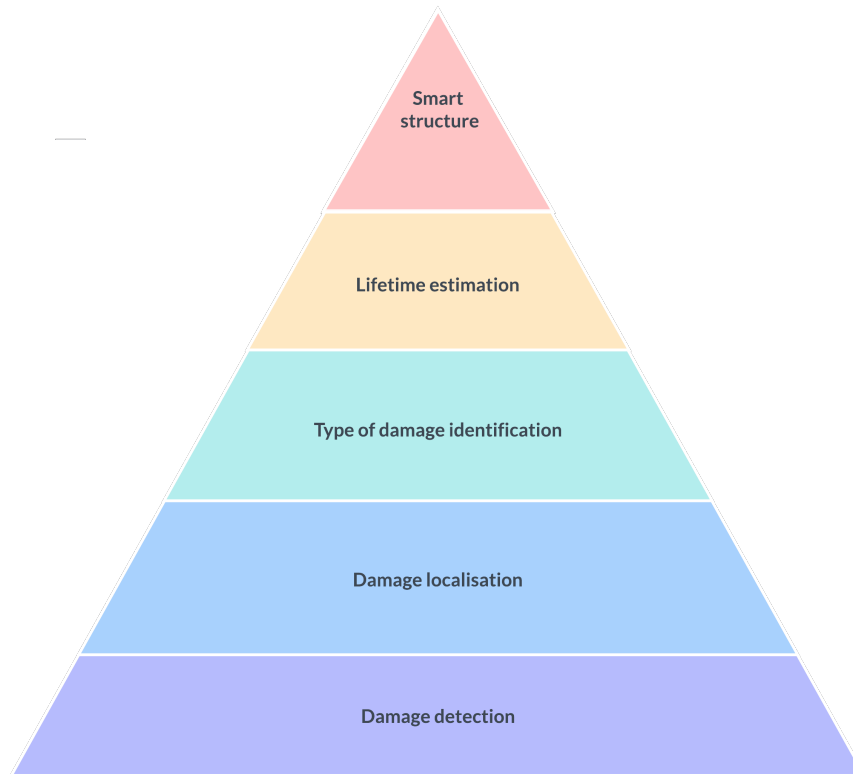 Smart
structure
Lifetime estimation
Type of damage identification
Damage localisation
Damage detection